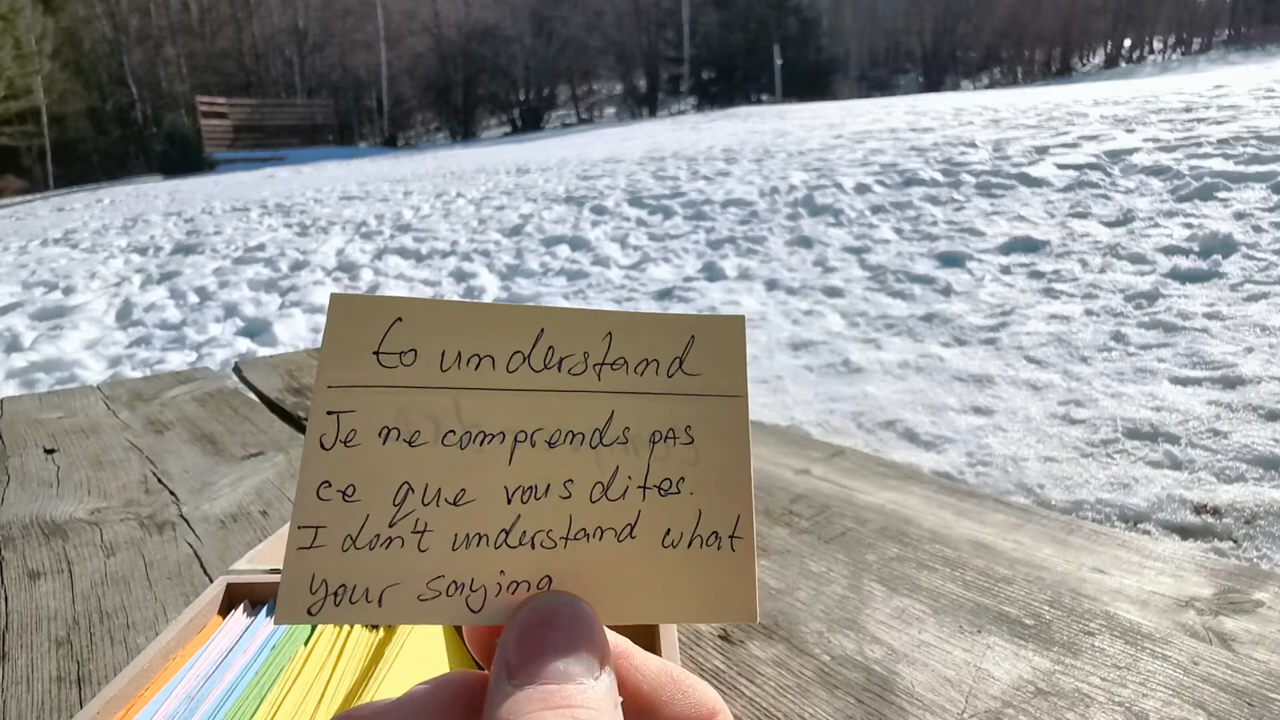 to understand
Je ne comprends pas
ce que vous dites.
I don't understand what
your saying